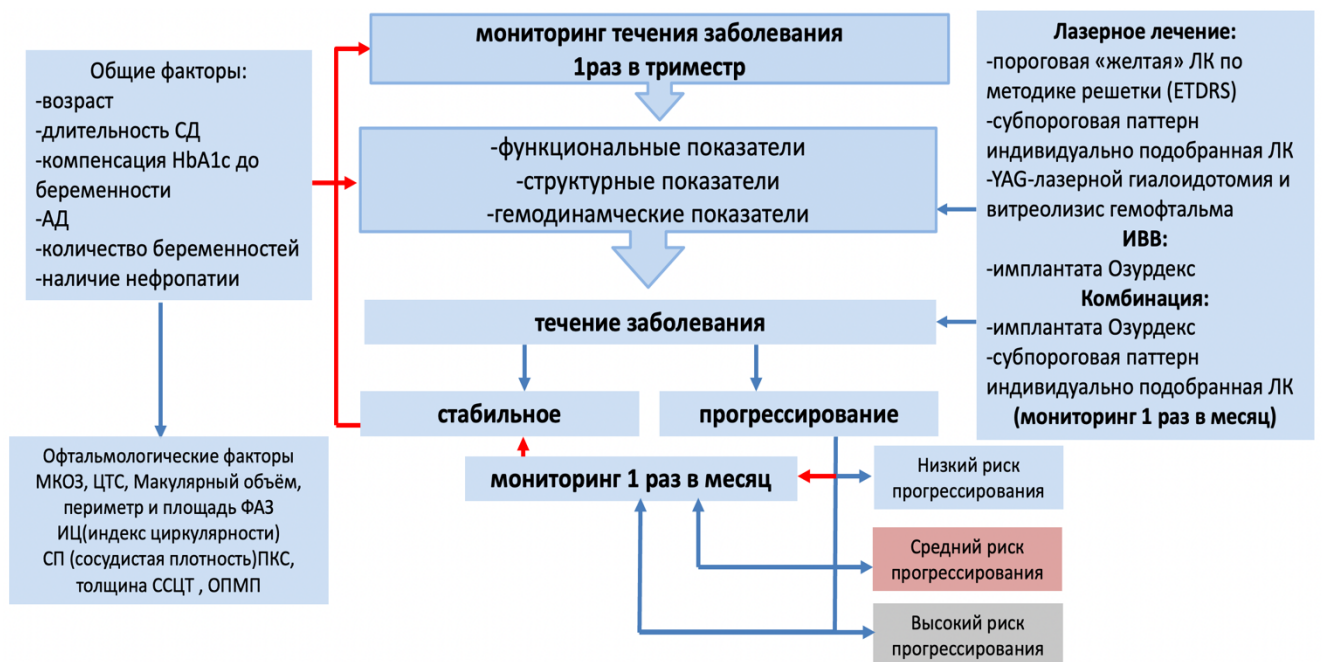 Общие факторы:
-возраст
-длительность СД
-компенсация HbA1c до
беременности
-АД
-количество беременностей
-наличие нефропатии
Офтальмологические факторы
МКОЗ, ЦТС, Макулярный объём,
периметр и площадь ФАЗ
ИЦ(индекс циркулярности)
СП (сосудистая плотность)ПКС,
толщина ССЦТ , ОПМП
мониторинг течения заболевания
1раз в триместр
-функциональные показатели
-структурные показатели
-гемодинамческие показатели
течение заболевания
стабильное
прогрессирование
мониторинг 1 раз в месяц
Лазерное лечение:
-пороговая «желтая» ЛК по
методике решетки (ETDRS)
-субпороговая паттерн
индивидуально подобранная ЛК
-YAG-лазерной гиалоидотомия и
витреолизис гемофтальма
ИВВ:
-имплантата Озурдекс
Комбинация:
-имплантата Озурдекс
-субпороговая паттерн
индивидуально подобранная ЛК
(мониторинг 1 раз в месяц)
Низкий риск
прогрессирования
Средний риск
прогрессирования
Высокий риск
прогрессирования